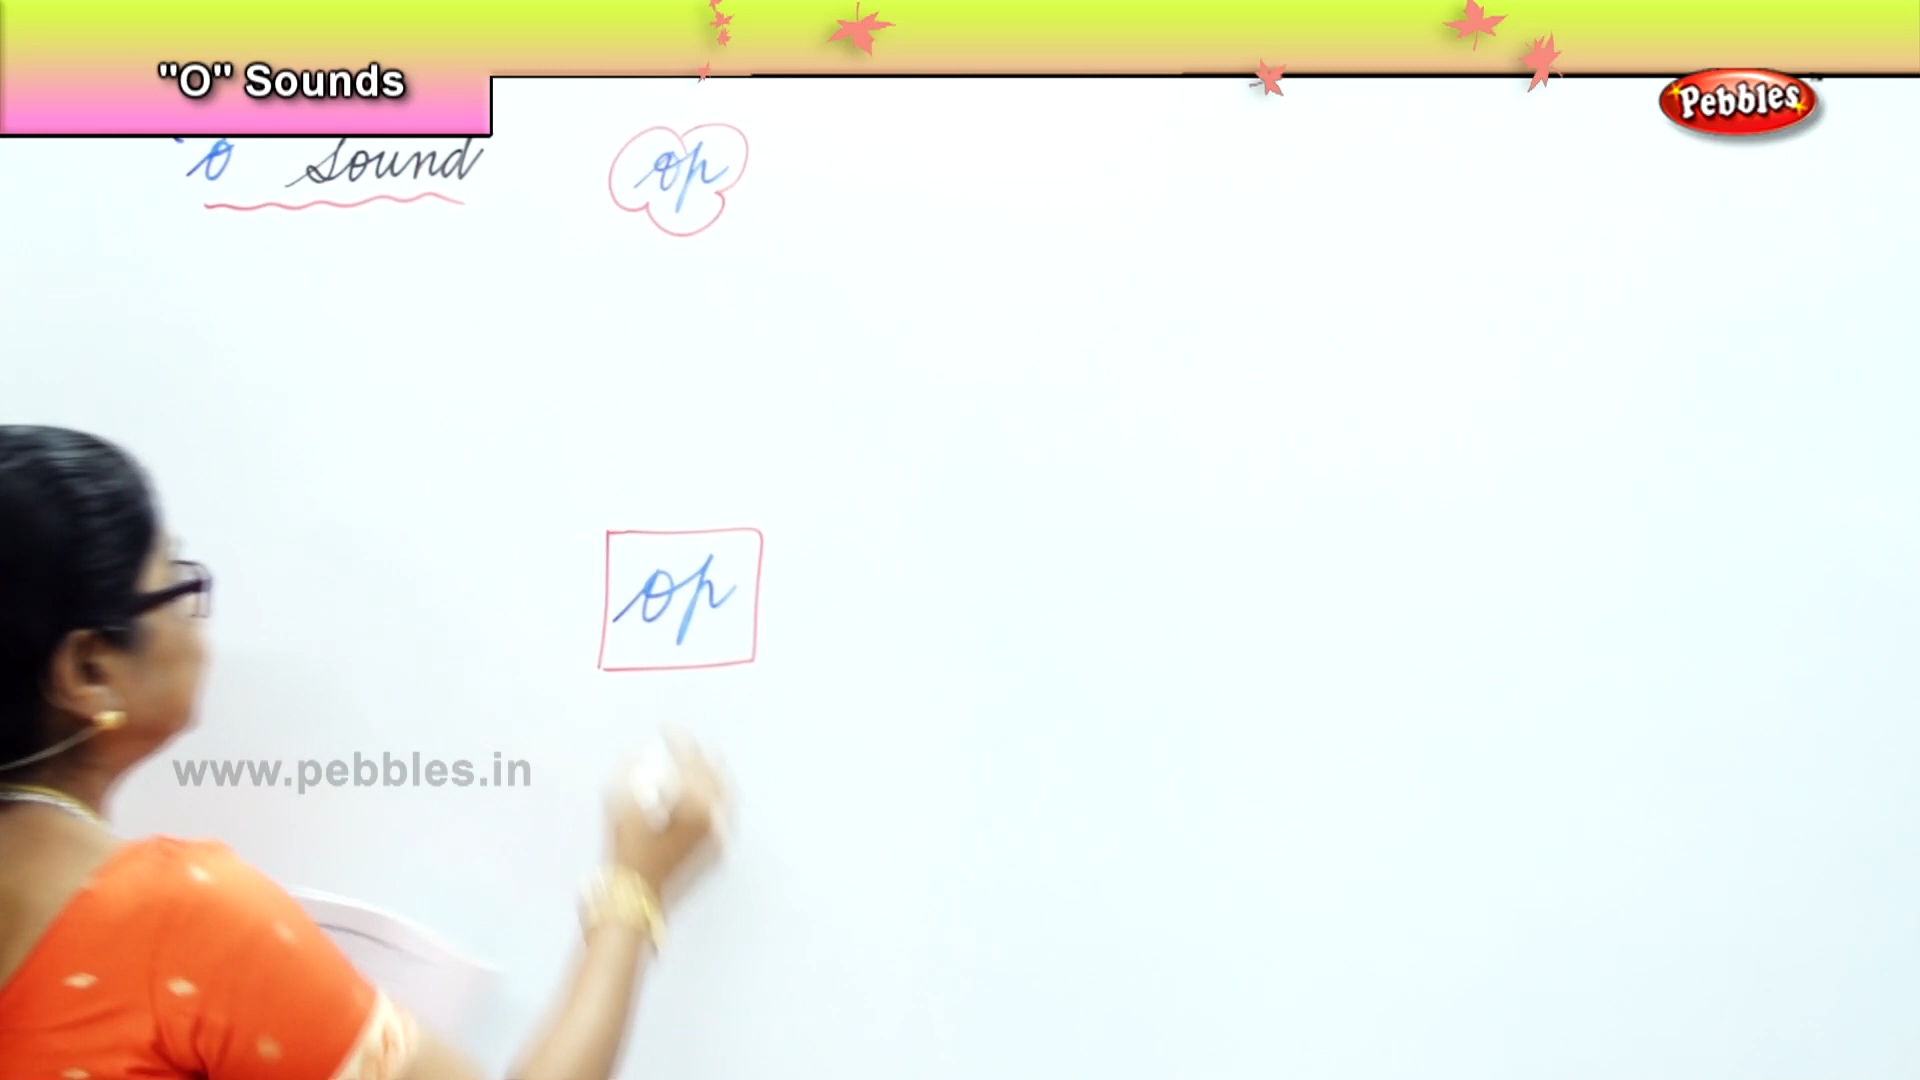 "O" Sounds
Pebbles
'o sound
op
op
www.pebbles.in